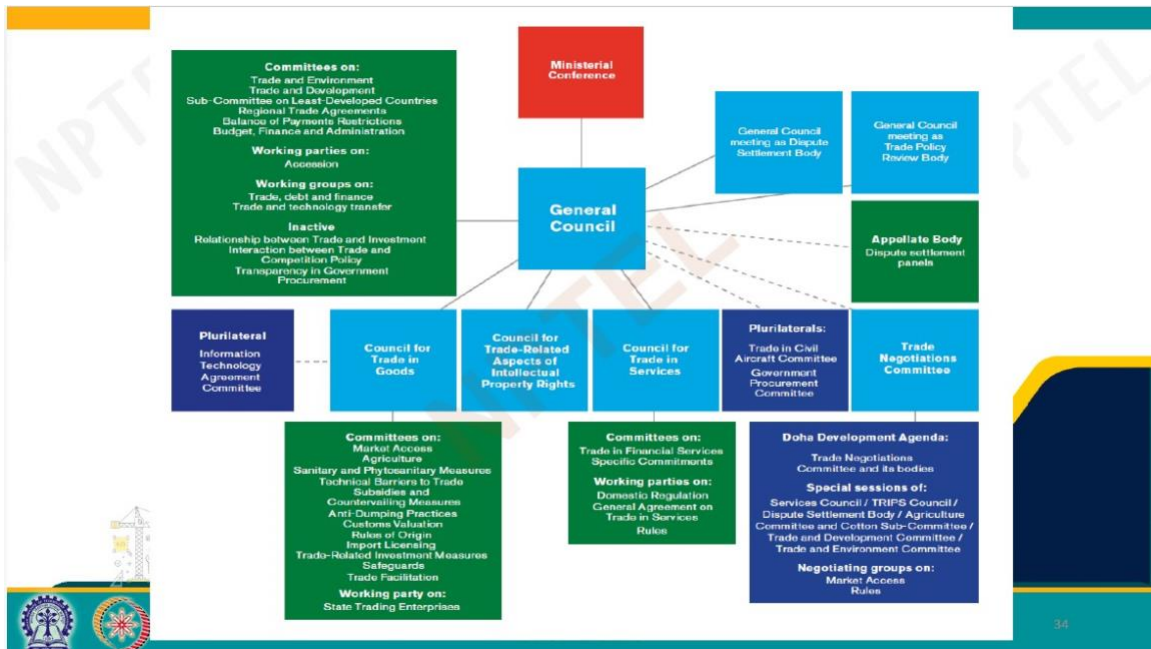 Ministerial
Conference
Committees on:
Trade and Environment
Trade and Development
Sub-Committee on Least-Developed Countries
Regional Trade Agreements
Balance of Payments Restrictions
Budget, Finance and Administration
Working parties on:
Accession
Working groups on:
Trade, debt and finance
Trade and technology transfer
Inactive
Relationship between Trade and Investment
Interaction between Trade and
Competition Policy
Transparency in Government
Procurement
General Council
meeting as Dispute
Settlement Body
General Council
meeting as
Trade Policy
Review Body
General
Council
Appellate Body
Dispute settlement
panels
Plurilateral
Information
Technology
Agreement
Committee
Council for
Trade in
Goods
Council for
Trade-Related
Aspects of
Intellectual
Property Rights
Council for
Trade in
Services
Plurilaterals:
Trade in Civil
Aircraft Committee
Government
Procurement
Committee
Trade
Negotiations
Committee
Committees on:
Market Access
Agriculture
Sanitary and Phytosanitary Measures
Technical Barriers to Trade
Subsidies and
Countervailing Measures
Anti-Dumping Practices
Customs Valuation
Rules of Origin
Import Licensing
Trade-Related Investment Measures
Safeguards
Trade Facilitation
Working party on:
State Trading Enterprises
Committees on:
Trade in Financial Services
Specific Commitments
Working parties on:
Domestic Regulation
General Agreement on
Trade in Services
Rules
Doha Development Agenda:
Trade Negotiations
Committee and its bodies
Special sessions of:
Services Council / TRIPS Council /
Dispute Settlement Body / Agriculture
Committee and Cotton Sub-Committee /
Trade and Development Committee /
Trade and Environment Committee
Negotiating groups on:
Market Access
Rules
NPTEL
34